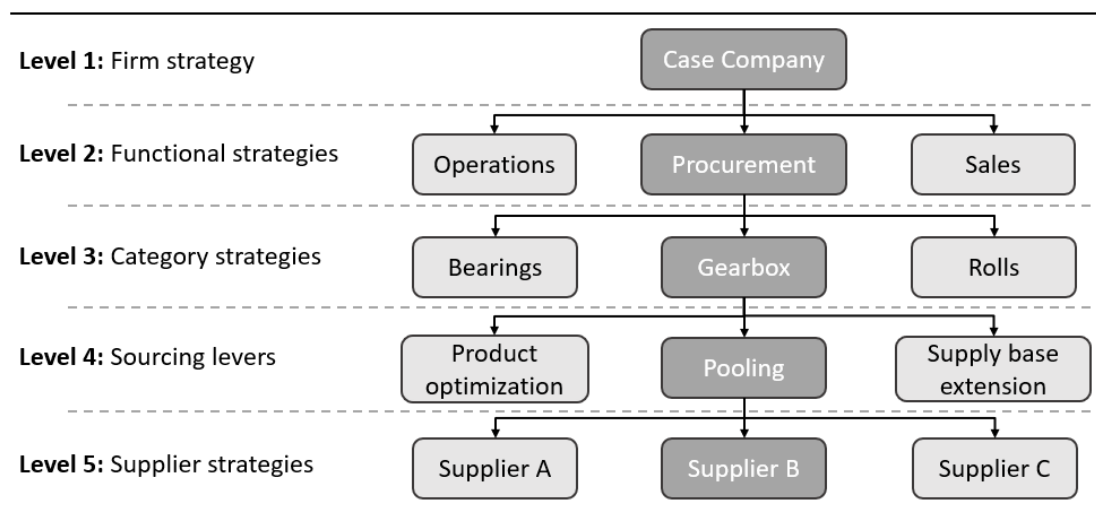 Level 1: Firm strategy
Case Company
Level 2: Functional strategies
Operations
Procurement
Sales
Level 3: Category strategies
Bearings
Gearbox
Rolls
Level 4: Sourcing levers
Product
optimization
Pooling
Supply base
extension
Level 5: Supplier strategies
Supplier A
Supplier B
Supplier C